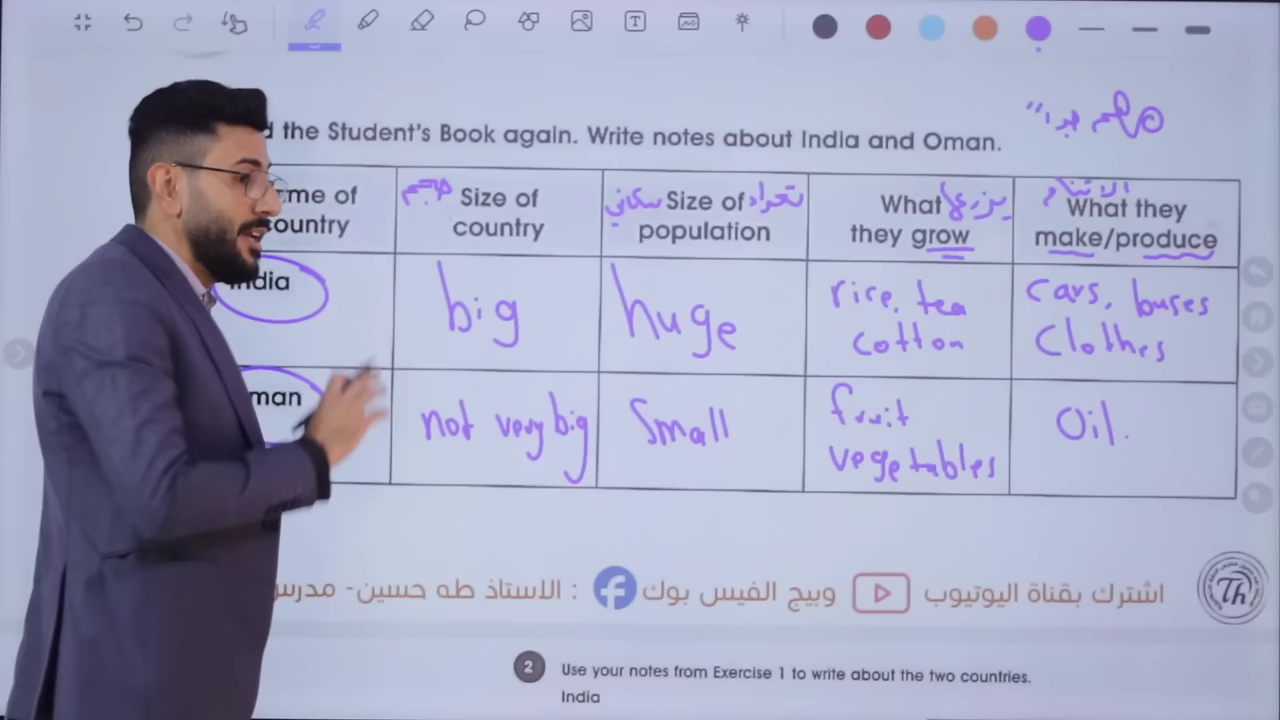 هام جداً
d the Student's Book again. Write notes about India and Oman.
me of country
حجم Size of country
تعداد Size of سكاني population
What يزرعوا they grow
الانتاج What they make/produce
ndia
big
huge
rice, tea
cotton
cars, buses
Clothes
man
not very big
Small
fruit
vegetables
Oil.
اشترك بقناة اليوتيوب وبيج الفيس بوك : الاستاذ طه حسين- مدرس
Th
2 Use your notes from Exercise 1 to write about the two countries.
India